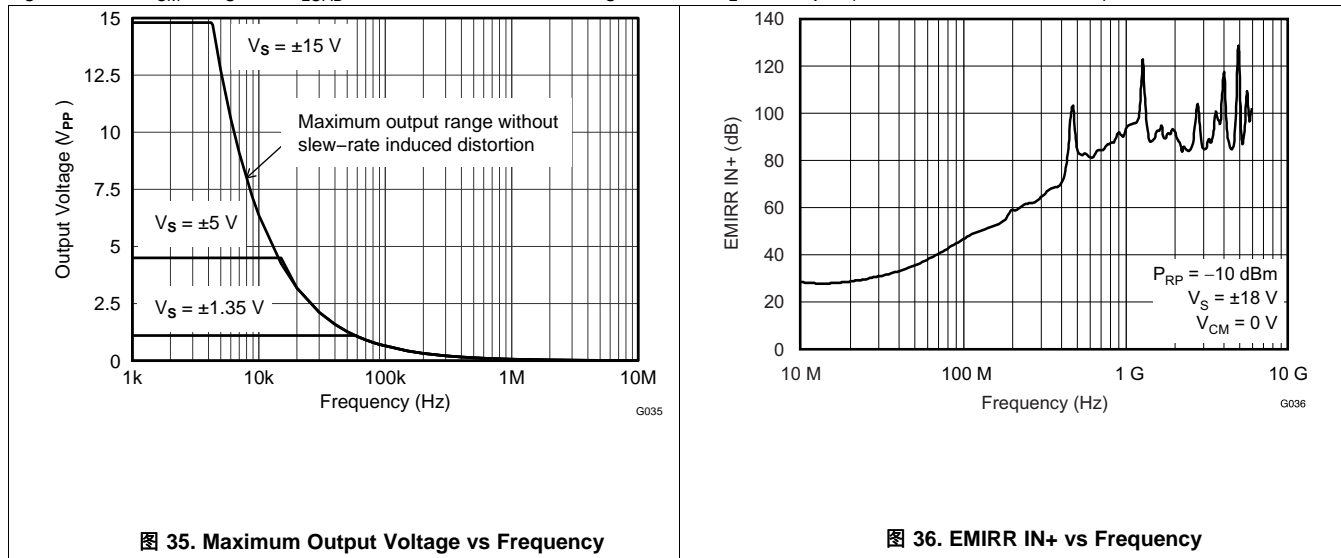 15
12.5
10
7.5
5
2.5
0
Output Voltage (VPP )
VS = ±15 V
Maximum output range without
slew−rate induced distortion
VS = ±5 V
VS = ±1.35 V
1k 10k 100k 1M 10M
Frequency (Hz)
G035
图 35. Maximum Output Voltage vs Frequency
140
120
100
80
60
40
20
0
EMIRR IN+ (dB)
PRP = −10 dBm
VS = ±18 V
VCM = 0 V
10 M 100 M 1 G 10 G
Frequency (Hz)
G036
图 36. EMIRR IN+ vs Frequency